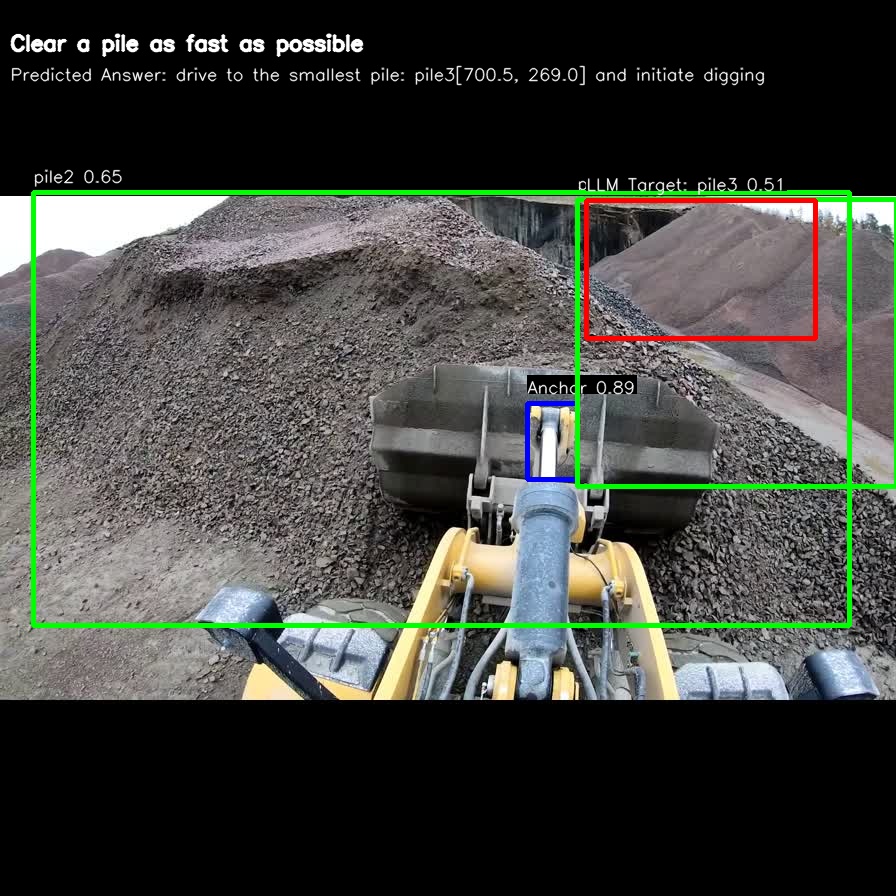 Clear a pile as fast as possible
Predicted Answer: drive to the smallest pile: pile3[700.5, 269.0] and initiate digging
pile2 0.65
pLLM Target: pile3 0.51
Anchor 0.89